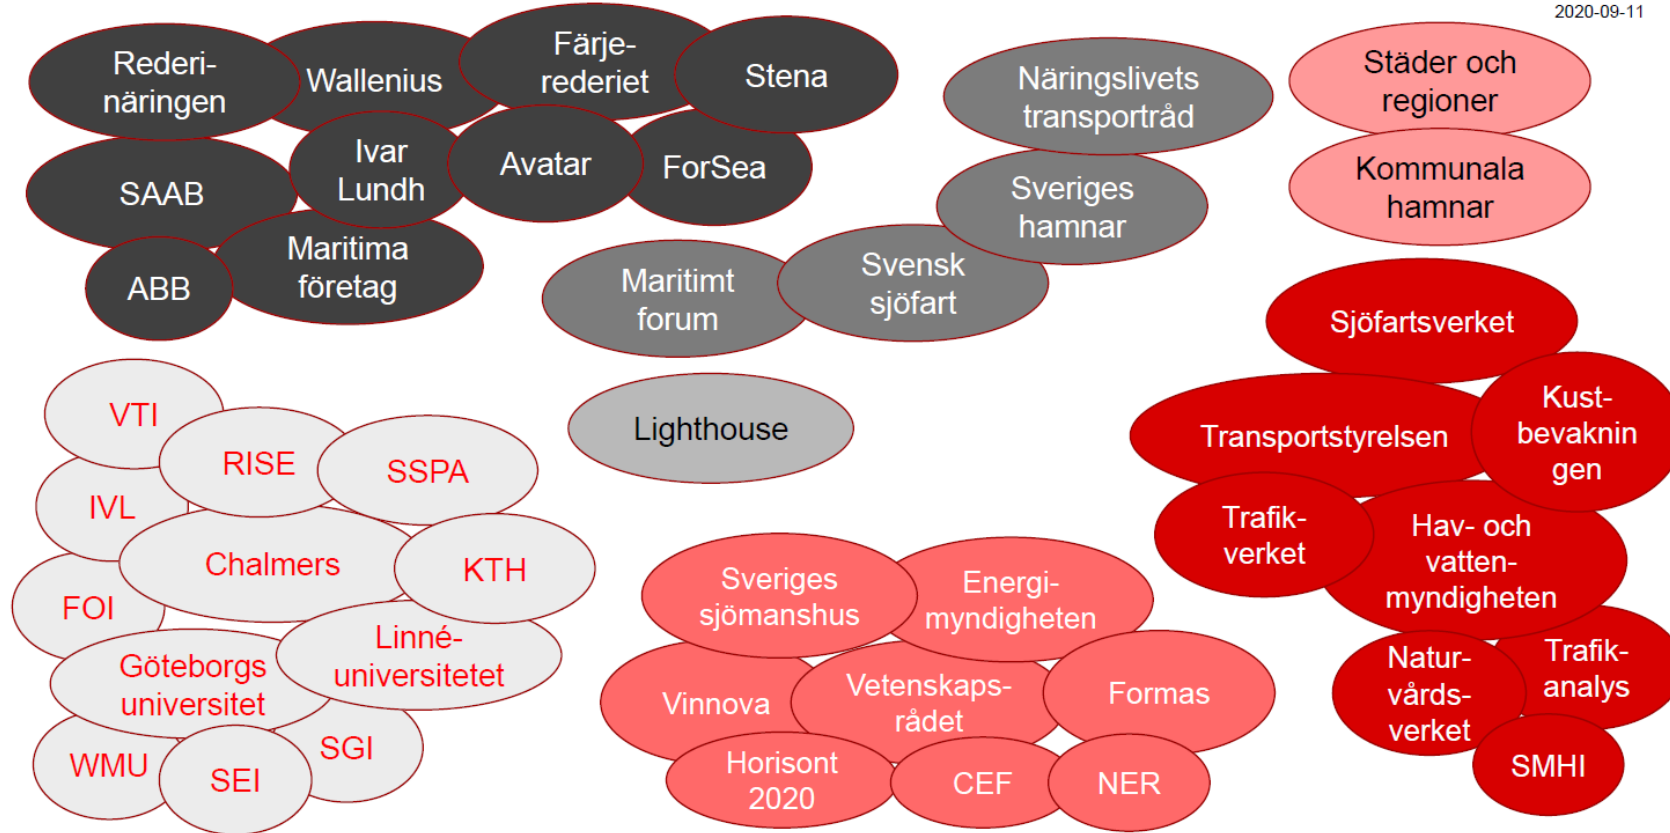 2020-09-11
Rederi-
näringen
Wallenius
Färje-
rederiet
Stena
SAAB
Ivar
Lundh
Avatar
ForSea
ABB
Maritima
företag
Näringslivets
transportråd
Sveriges
hamnar
Svensk
sjöfart
Maritimt
forum
Lighthouse
Städer och
regioner
Kommunala
hamnar
Sjöfartsverket
Kust-
bevaknin
gen
Transportstyrelsen
Trafik-
verket
Hav- och
vatten-
myndigheten
Natur-
vårds-
verket
Trafik-
analys
SMHI
VTI
RISE
SSPA
IVL
Chalmers
KTH
FOI
Linné-
universitetet
Göteborgs
universitet
WMU
SEI
SGI
Sveriges
sjömanshus
Energi-
myndigheten
Vinnova
Vetenskaps-
rådet
Formas
Horisont
2020
CEF
NER